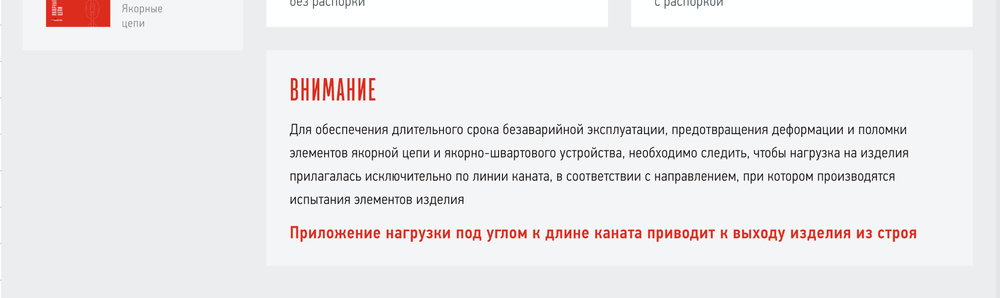 Якорные
цепи
без распорки
с распоркой
ЯКОРНЫЕ
ЦЕПИ
ВНИМАНИЕ
Для обеспечения длительного срока безаварийной эксплуатации, предотвращения деформации и поломки
элементов якорной цепи и якорно-швартового устройства, необходимо следить, чтобы нагрузка на изделия
прилагалась исключительно по линии каната, в соответствии с направлением, при котором производятся
испытания элементов изделия
Приложение нагрузки под углом к длине каната приводит к выходу изделия из строя